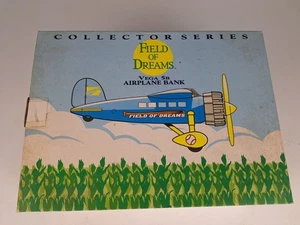 COLLECTOR SERIES
FIELD
OF
DREAMS
VEGA 5B
AIRPLANE BANK
FIELD OF DREAMS